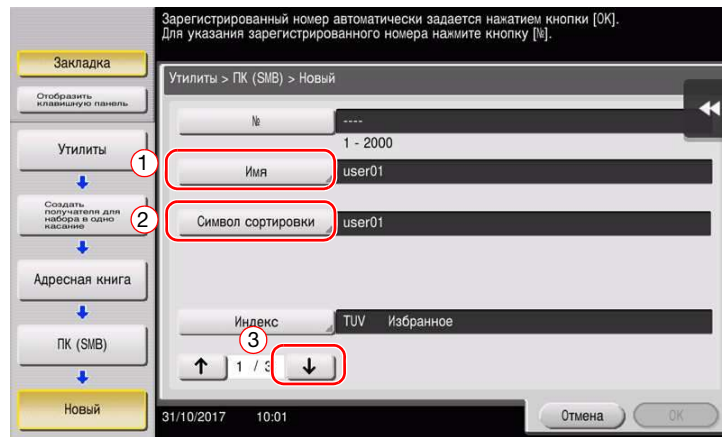 Зарегистрированный номер автоматически задается нажатием кнопки [OK].
Для указания зарегистрированного номера нажмите кнопку [№].
Закладка
Отобразить
клавишную панель
Утилиты
Создать
получателя для
набора в одно
касание
Адресная книга
ПК (SMB)
Новый
Утилиты > ПК (SMB) > Новый
№
----
1 - 2000
1
Имя
user01
2
Символ сортировки
user01
Индекс
TUV Избранное
3
↑ 1 / 3 ↓
31/10/2017 10:01
Отмена
OK